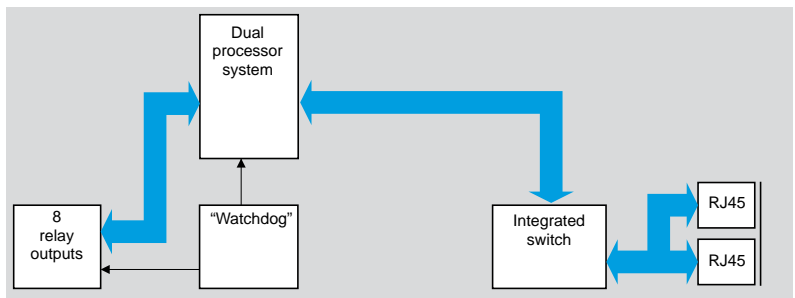 Dual
processor
system
8
relay
outputs
“Watchdog”
Integrated
switch
RJ45
RJ45